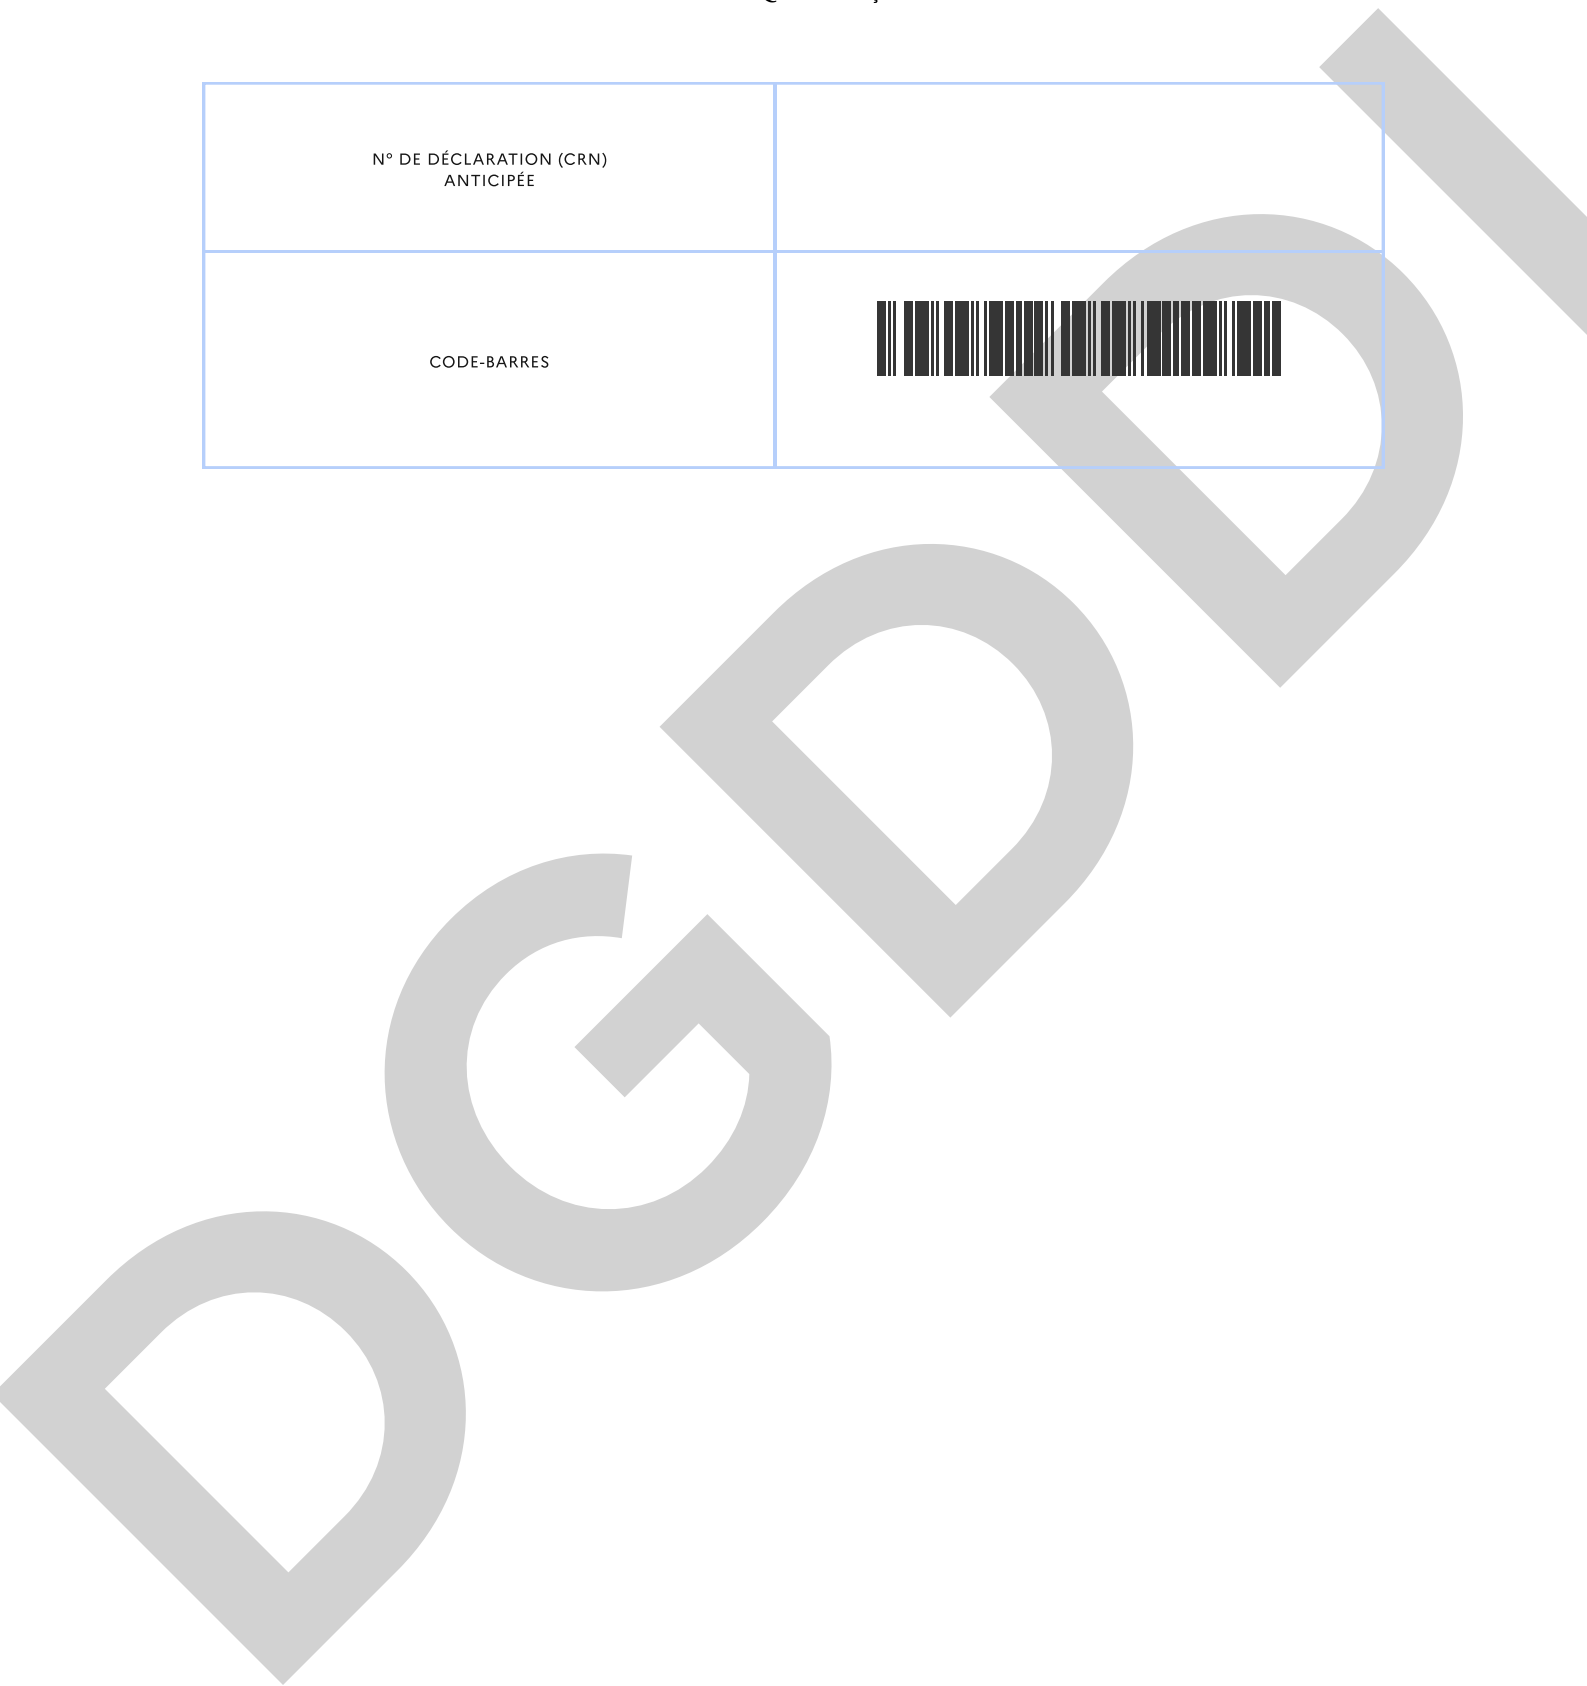 N° DE DÉCLARATION (CRN)
ANTICIPÉE
CODE-BARRES
DGDDI